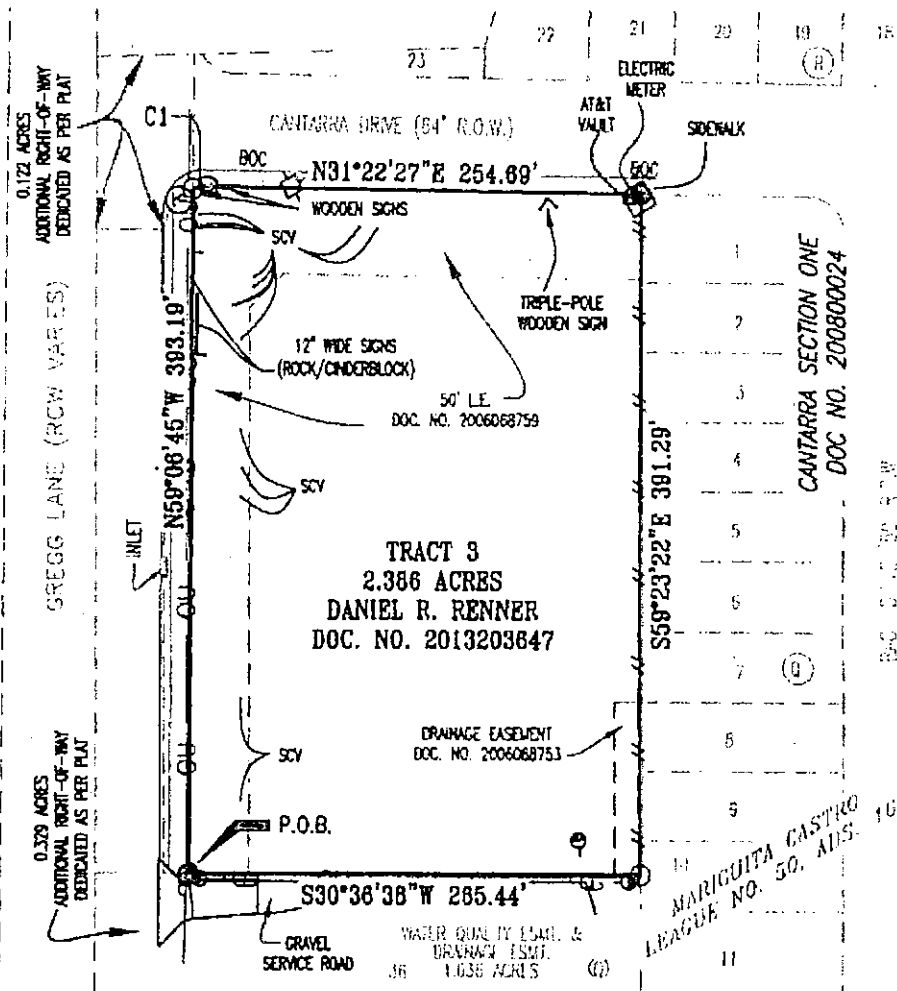 22
21
20
19
18
23
R
ELECTRIC
METER
AT&T
VAULT
SIDEWALK
0.122 ACRES
ADDITIONAL RIGHT-OF-WAY
DEDICATED AS PER PLAT
C1
CANTARRA DRIVE (64' R.O.W.)
BOC
N31°22'27"E 254.69'
BOC
WOODEN SIGNS
SCV
TRIPLE-POLE
WOODEN SIGN
1
2
3
4
5
6
7
Q
8
9
10
11
CANTARRA SECTION ONE
DOC NO. 200800024
GREGG LANE (ROW VARIES)
N59°06'45"W 393.19'
12" WIDE SIGNS
(ROCK/CINDERBLOCK)
50' L.E.
DOC. NO. 2006068759
SCV
S59°23'22"E 391.29'
INLET
OU
OU
TRACT 3
2.386 ACRES
DANIEL R. RENNER
DOC. NO. 2013203647
DRAINAGE EASEMENT
DOC. NO. 2006068753
SCV
0.329 ACRES
ADDITIONAL RIGHT-OF-WAY
DEDICATED AS PER PLAT
P.O.B.
S30°36'38"W 265.44'
GRAVEL
SERVICE ROAD
WATER QUALITY ESMT. &
DRAINAGE ESMT.
36 1.036 ACRES
MARIGUITA CASTRO
LEAGUE NO. 50, ABS. 16